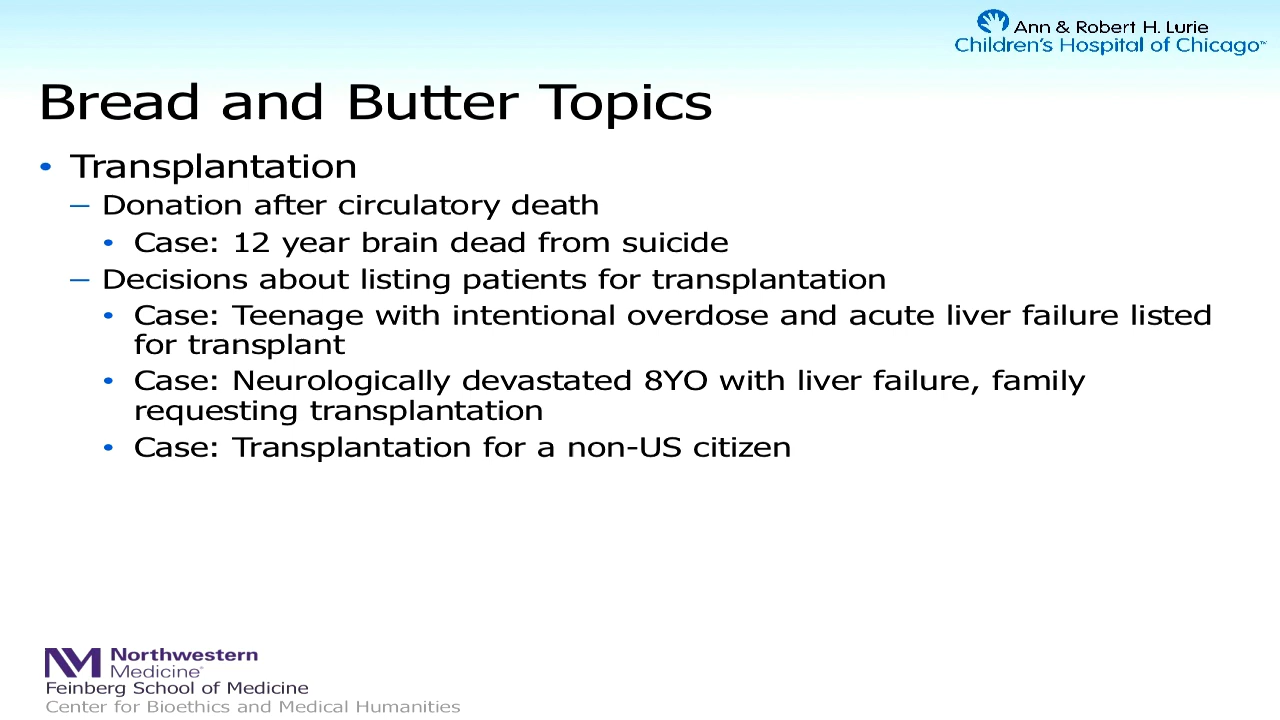 Ann & Robert H. Lurie
Children's Hospital of Chicago™
Bread and Butter Topics
• Transplantation
– Donation after circulatory death
• Case: 12 year brain dead from suicide
– Decisions about listing patients for transplantation
• Case: Teenage with intentional overdose and acute liver failure listed
for transplant
• Case: Neurologically devastated 8YO with liver failure, family
requesting transplantation
• Case: Transplantation for a non-US citizen
NM Northwestern
Medicine®
Feinberg School of Medicine
Center for Bioethics and Medical Humanities